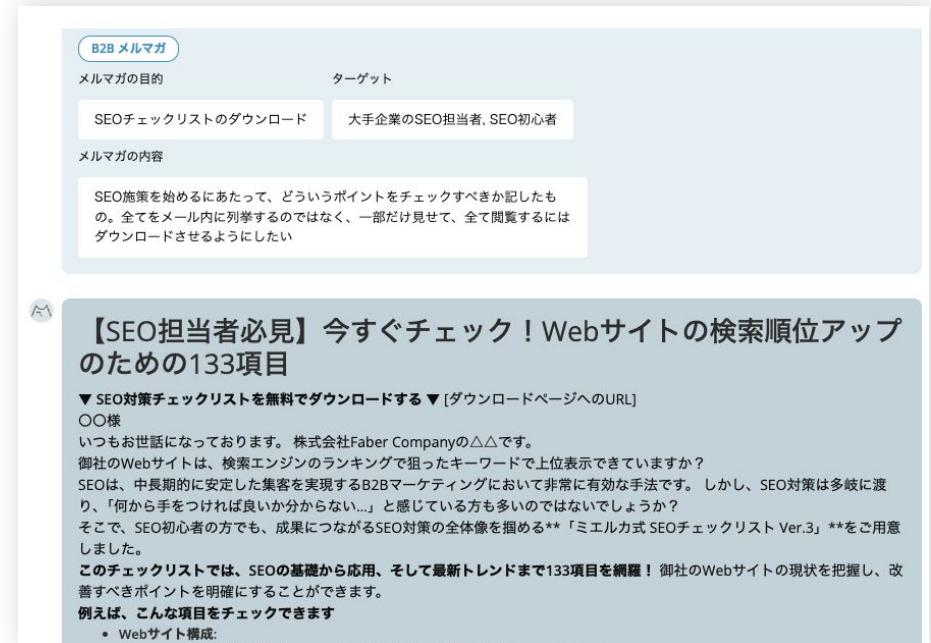 B2B メルマガ
メルマガの目的 ターゲット
SEOチェックリストのダウンロード 大手企業のSEO担当者, SEO初心者
メルマガの内容
SEO施策を始めるにあたって、どういうポイントをチェックすべきか記したも
の。全てをメール内に列挙するのではなく、一部だけ見せて、全て閲覧するには
ダウンロードさせるようにしたい
【SEO担当者必見】今すぐチェック！Webサイトの検索順位アップ
のための133項目
▼ SEO対策チェックリストを無料でダウンロードする ▼ [ダウンロードページへのURL]
〇〇様
いつもお世話になっております。 株式会社Faber Companyの△△です。
御社のWebサイトは、検索エンジンのランキングで狙ったキーワードで上位表示できていますか？
SEOは、中長期的に安定した集客を実現するB2Bマーケティングにおいて非常に有効な手法です。 しかし、SEO対策は多岐に渡
り、「何から手をつければ良いか分からない...」と感じている方も多いのではないでしょうか？
そこで、SEO初心者の方でも、成果につながるSEO対策の全体像を掴める**「ミエルカ式 SEOチェックリスト Ver.3」**をご用意
しました。
このチェックリストでは、SEOの基礎から応用、そして最新トレンドまで133項目を網羅！ 御社のWebサイトの現状を把握し、改
善すべきポイントを明確にすることができます。
例えば、こんな項目をチェックできます
• Webサイト構成: